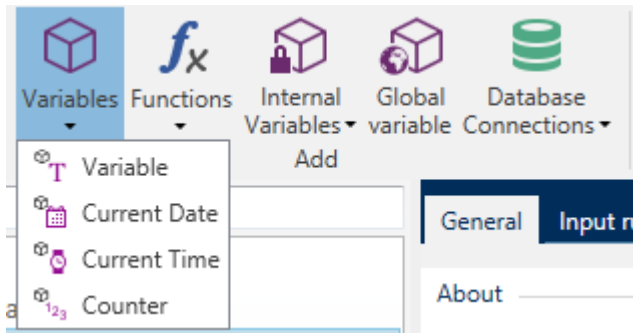 Variables Functions Internal Variables Global variable Database Connections
Add
Variable
Current Date
Current Time
Counter
General Input
About